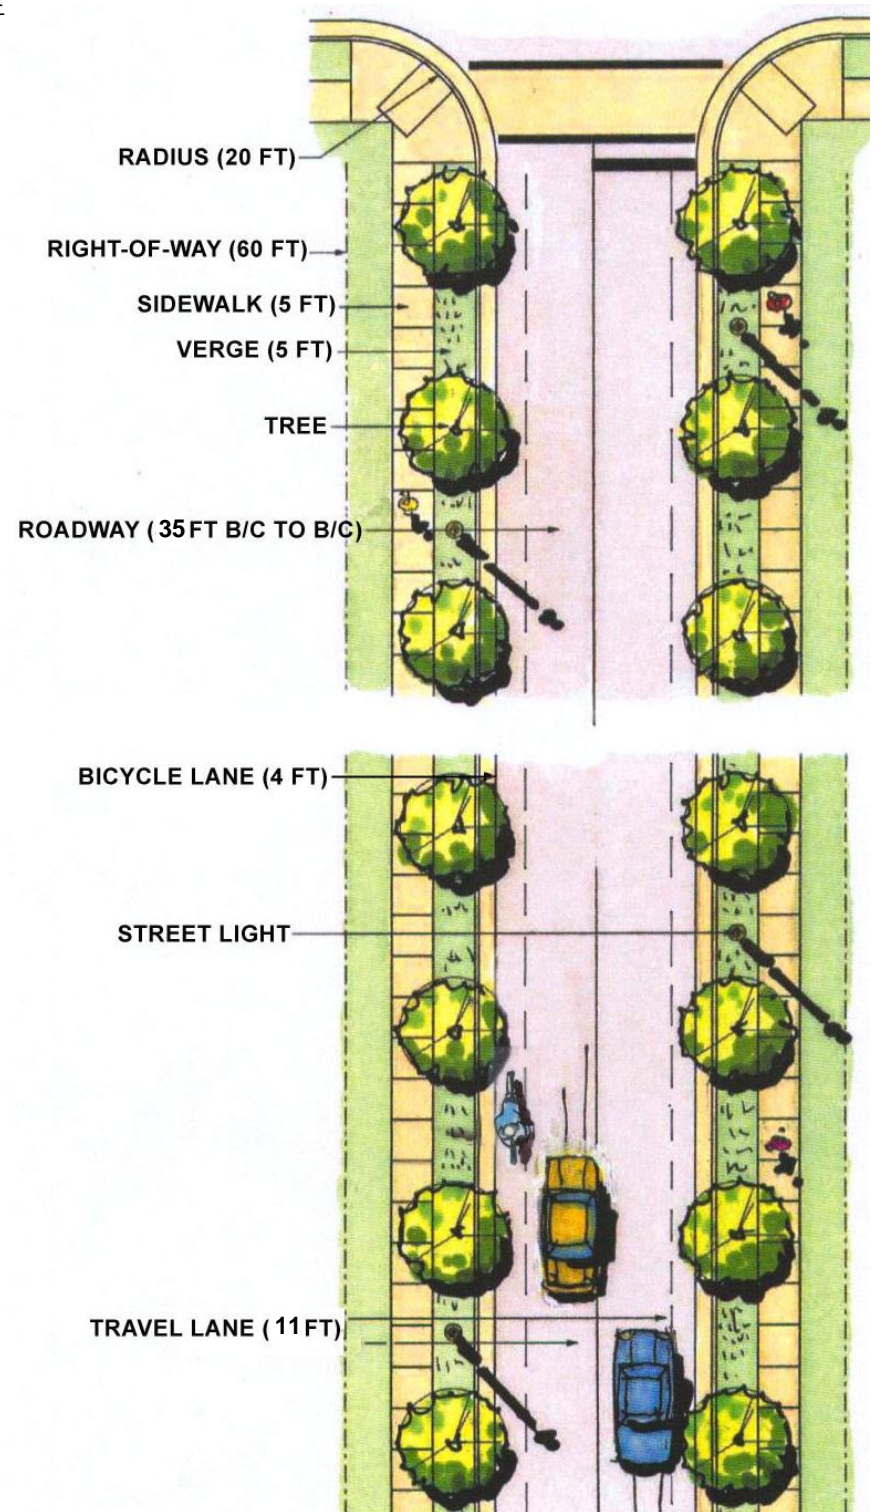 RADIUS (20 FT)
RIGHT-OF-WAY (60 FT)
SIDEWALK (5 FT)
VERGE (5 FT)
TREE
ROADWAY (35 FT B/C TO B/C)
BICYCLE LANE (4 FT)
STREET LIGHT
TRAVEL LANE (11 FT)